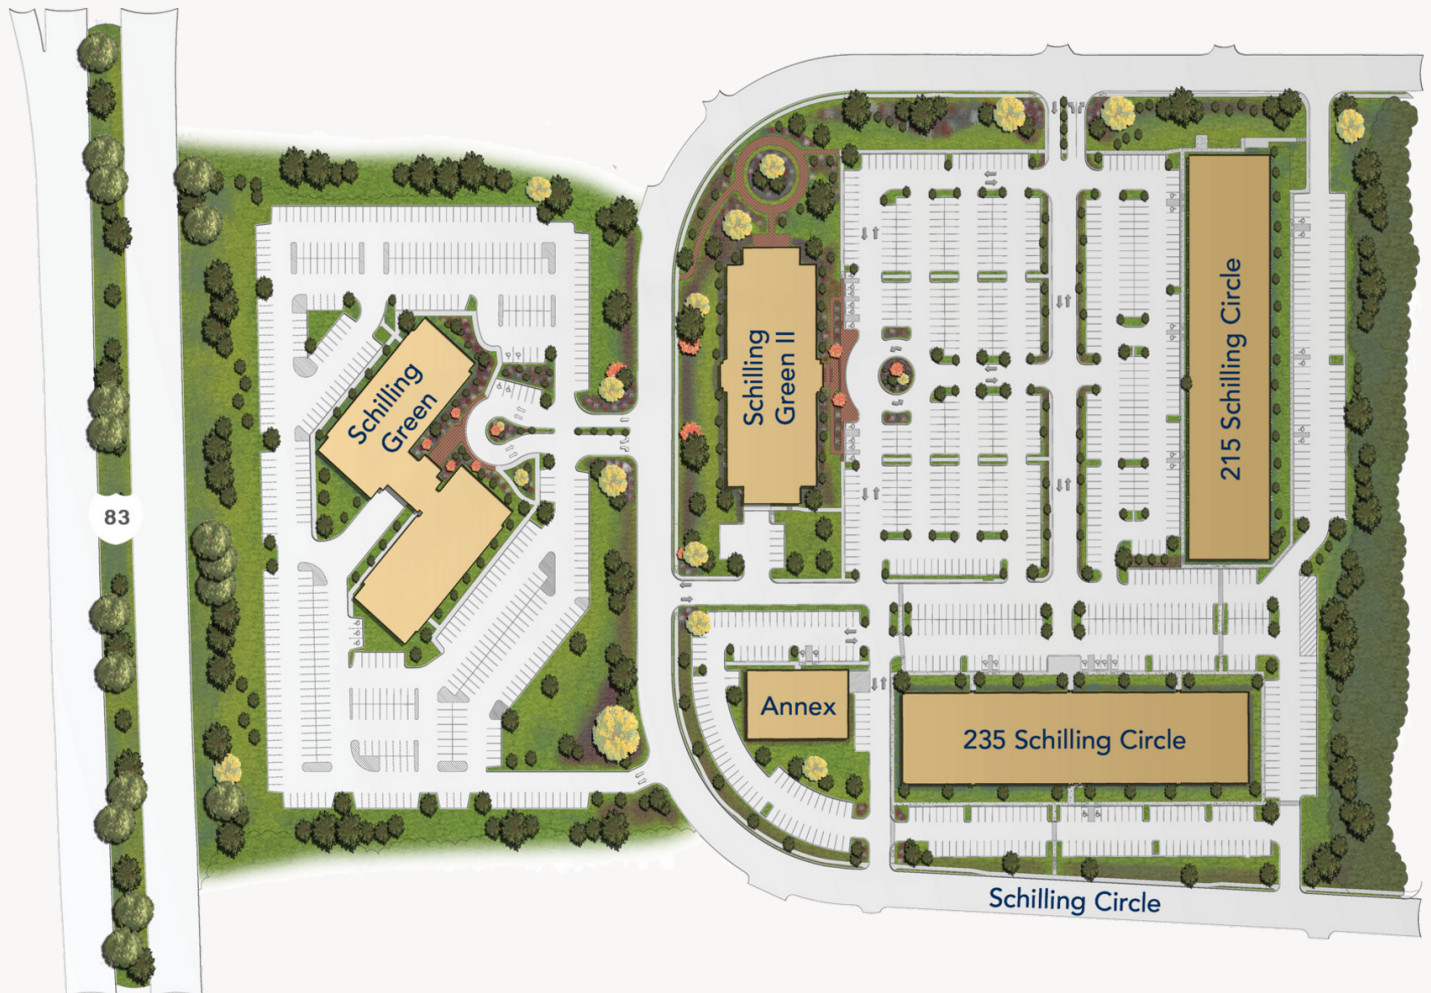 83
Schilling
Green
Schilling
Green II
215 Schilling Circle
Annex
235 Schilling Circle
Schilling Circle